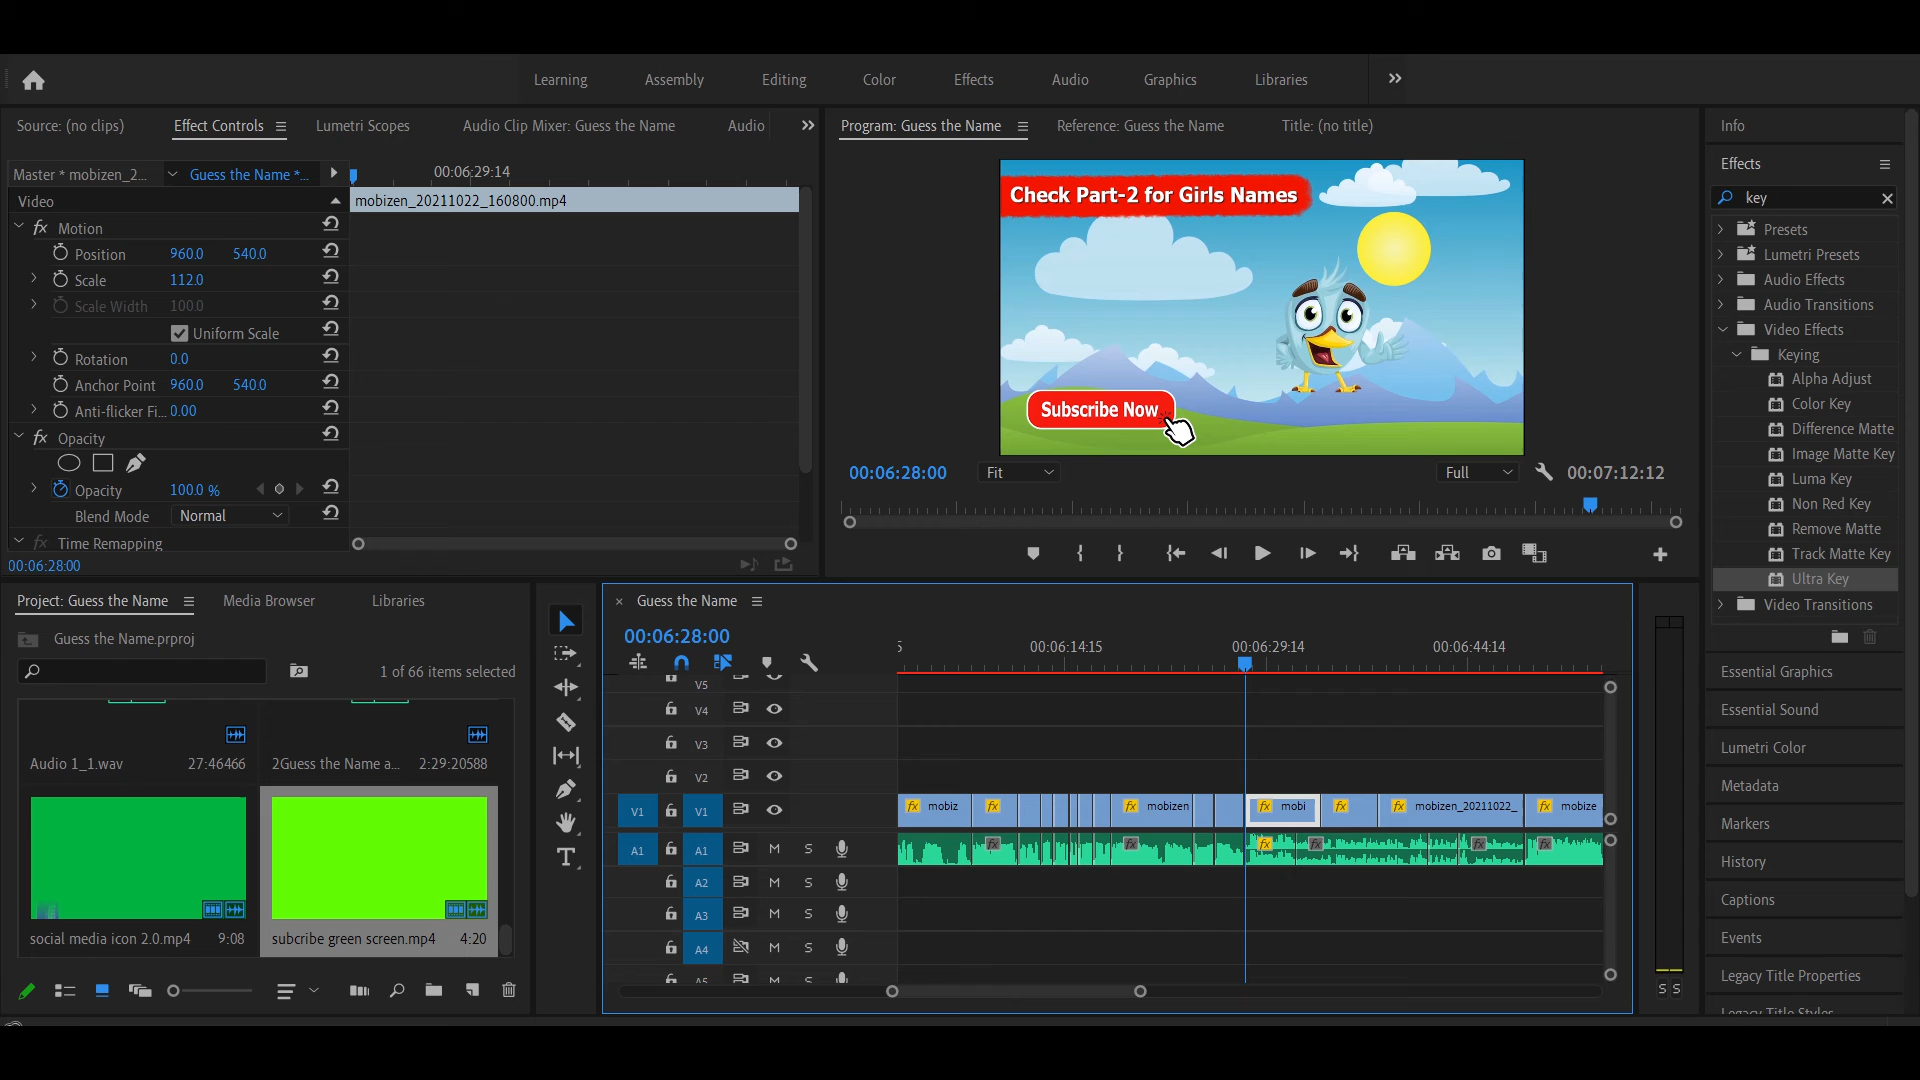 Learning
Assembly
Editing
Color
Effects
Audio
Graphics
Libraries
Source: (no clips)
Effect Controls
Lumetri Scopes
Audio Clip Mixer: Guess the Name
Audio
Program: Guess the Name
Reference: Guess the Name
Title: (no title)
Info
Effects
key
Master * mobizen_2...
Guess the Name *...
00:06:29:14
Video
mobizen_20211022_160800.mp4
fx Motion
Position 960.0 540.0
Scale 112.0
Scale Width 100.0
Uniform Scale
Rotation 0.0
Anchor Point 960.0 540.0
Anti-flicker Fi... 0.00
fx Opacity
Opacity 100.0 %
Blend Mode Normal
fx Time Remapping
00:06:28:00
Check Part-2 for Girls Names
Subscribe Now
00:06:28:00
Fit
Full
00:07:12:12
Presets
Lumetri Presets
Audio Effects
Audio Transitions
Video Effects
Keying
Alpha Adjust
Color Key
Difference Matte
Image Matte Key
Luma Key
Non Red Key
Remove Matte
Track Matte Key
Ultra Key
Video Transitions
Essential Graphics
Essential Sound
Lumetri Color
Metadata
Markers
History
Captions
Events
Legacy Title Properties
Legacy Title Styles
Project: Guess the Name
Media Browser
Libraries
Guess the Name.prproj
1 of 66 items selected
Audio 1_1.wav
27:46466
2Guess the Name a...
2:29:20588
social media icon 2.0.mp4
9:08
subcribe green screen.mp4
4:20
Guess the Name
00:06:28:00
5
00:06:14:15
00:06:29:14
00:06:44:14
V5
V4
V3
V2
V1 V1
fx mobiz
fx
fx mobizen
fx mobi
fx
fx mobizen_20211022_
fx mobize
A1 A1 M S
fx
fx
fx
fx
fx
fx
A2 M S
A3 M S
A4 M S
A5
S S